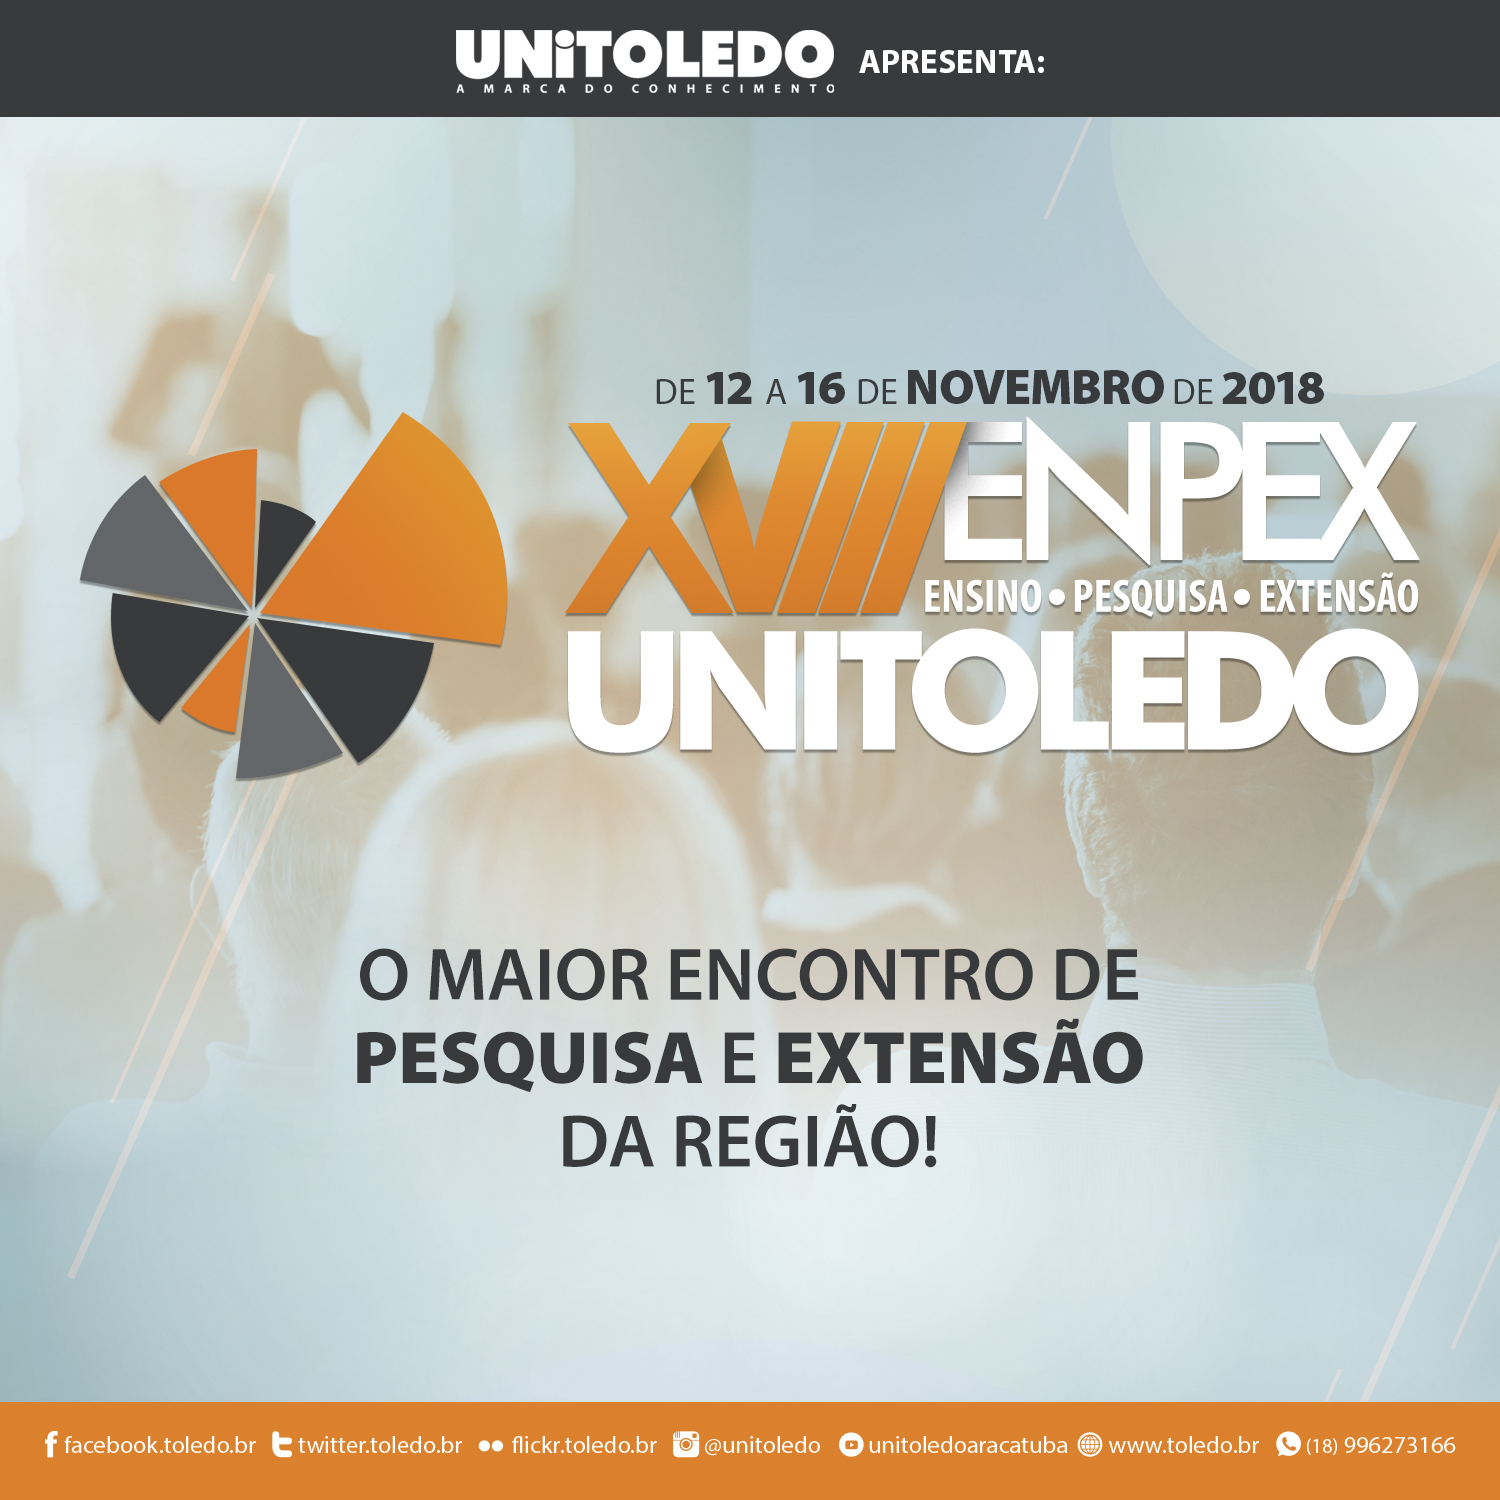 UNiTOLEDO APRESENTA:
A MARCA DO CONHECIMENTO
DE 12 A 16 DE NOVEMBRO DE 2018
XVIII ENPEX
ENSINO • PESQUISA • EXTENSÃO
UNITOLEDO
O MAIOR ENCONTRO DE
PESQUISA E EXTENSÃO
DA REGIÃO!
facebook.toledo.br twitter.toledo.br flickr.toledo.br @unitoledo unitoledoaracatuba www.toledo.br (18) 996273166